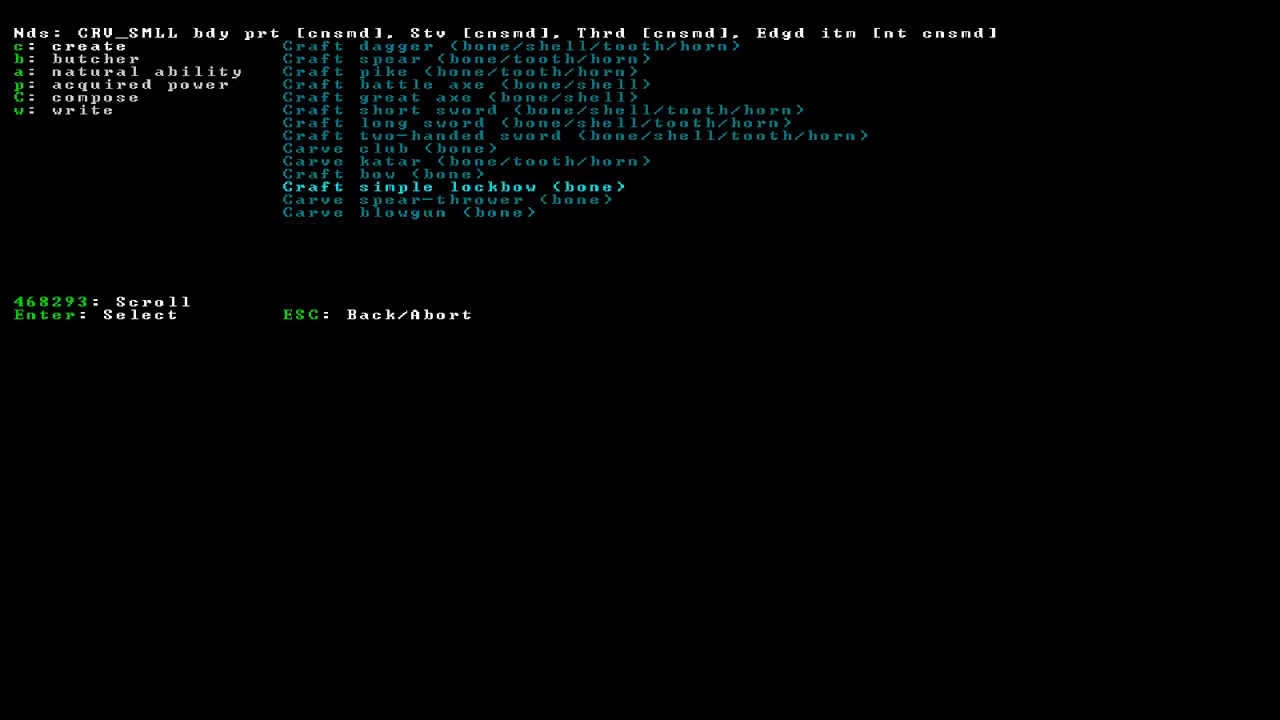 Nds: CRV_SMLL bdy prt [cnsmd], Stv [cnsmd], Thrd [cnsmd], Edgd itm [nt cnsmd]
c: create Craft dagger (bone/shell/tooth/horn)
b: butcher Craft spear (bone/tooth/horn)
a: natural ability Craft pike (bone/tooth/horn)
p: acquired power Craft battle axe (bone/shell)
C: compose Craft great axe (bone/shell)
w: write Craft short sword (bone/shell/tooth/horn)
Craft long sword (bone/shell/tooth/horn)
Craft two-handed sword (bone/shell/tooth/horn)
Carve club (bone)
Carve katar (bone/tooth/horn)
Craft bow (bone)
Craft simple lockbow (bone)
Carve spear-thrower (bone)
Carve blowgun (bone)
468293: Scroll
Enter: Select ESC: Back/Abort